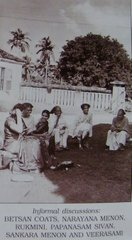 Informal discussions:
BETSAN COATS, NARAYANA MENON,
RUKMINI, PAPANASAM SIVAN,
SANKARA MENON AND VEERASAMI